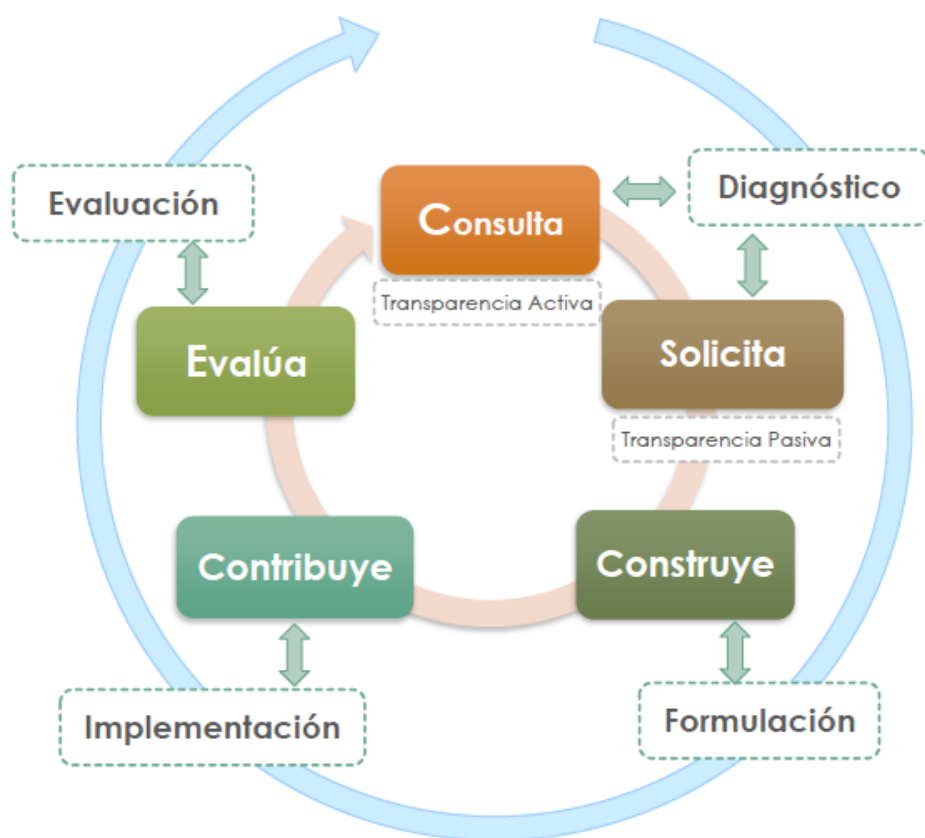 Evaluación
Diagnóstico
Consulta
Transparencia Activa
Evalúa
Solicita
Transparencia Pasiva
Contribuye
Construye
Implementación
Formulación